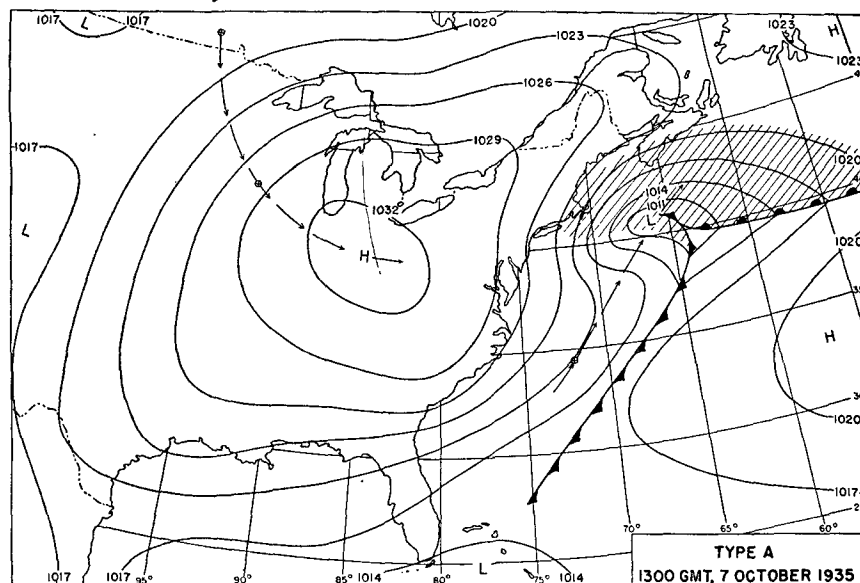 1017 L 1017 1020 1023 H
1023
1023
1026
1017 1029 1020
1014
1011
1032 L
L 1020
H
H
1020
1017
70° 65° 60°
1017 95° 1017 90° 85° 1014 80° L 75° 1014
TYPE A
1300 GMT, 7 OCTOBER 1935